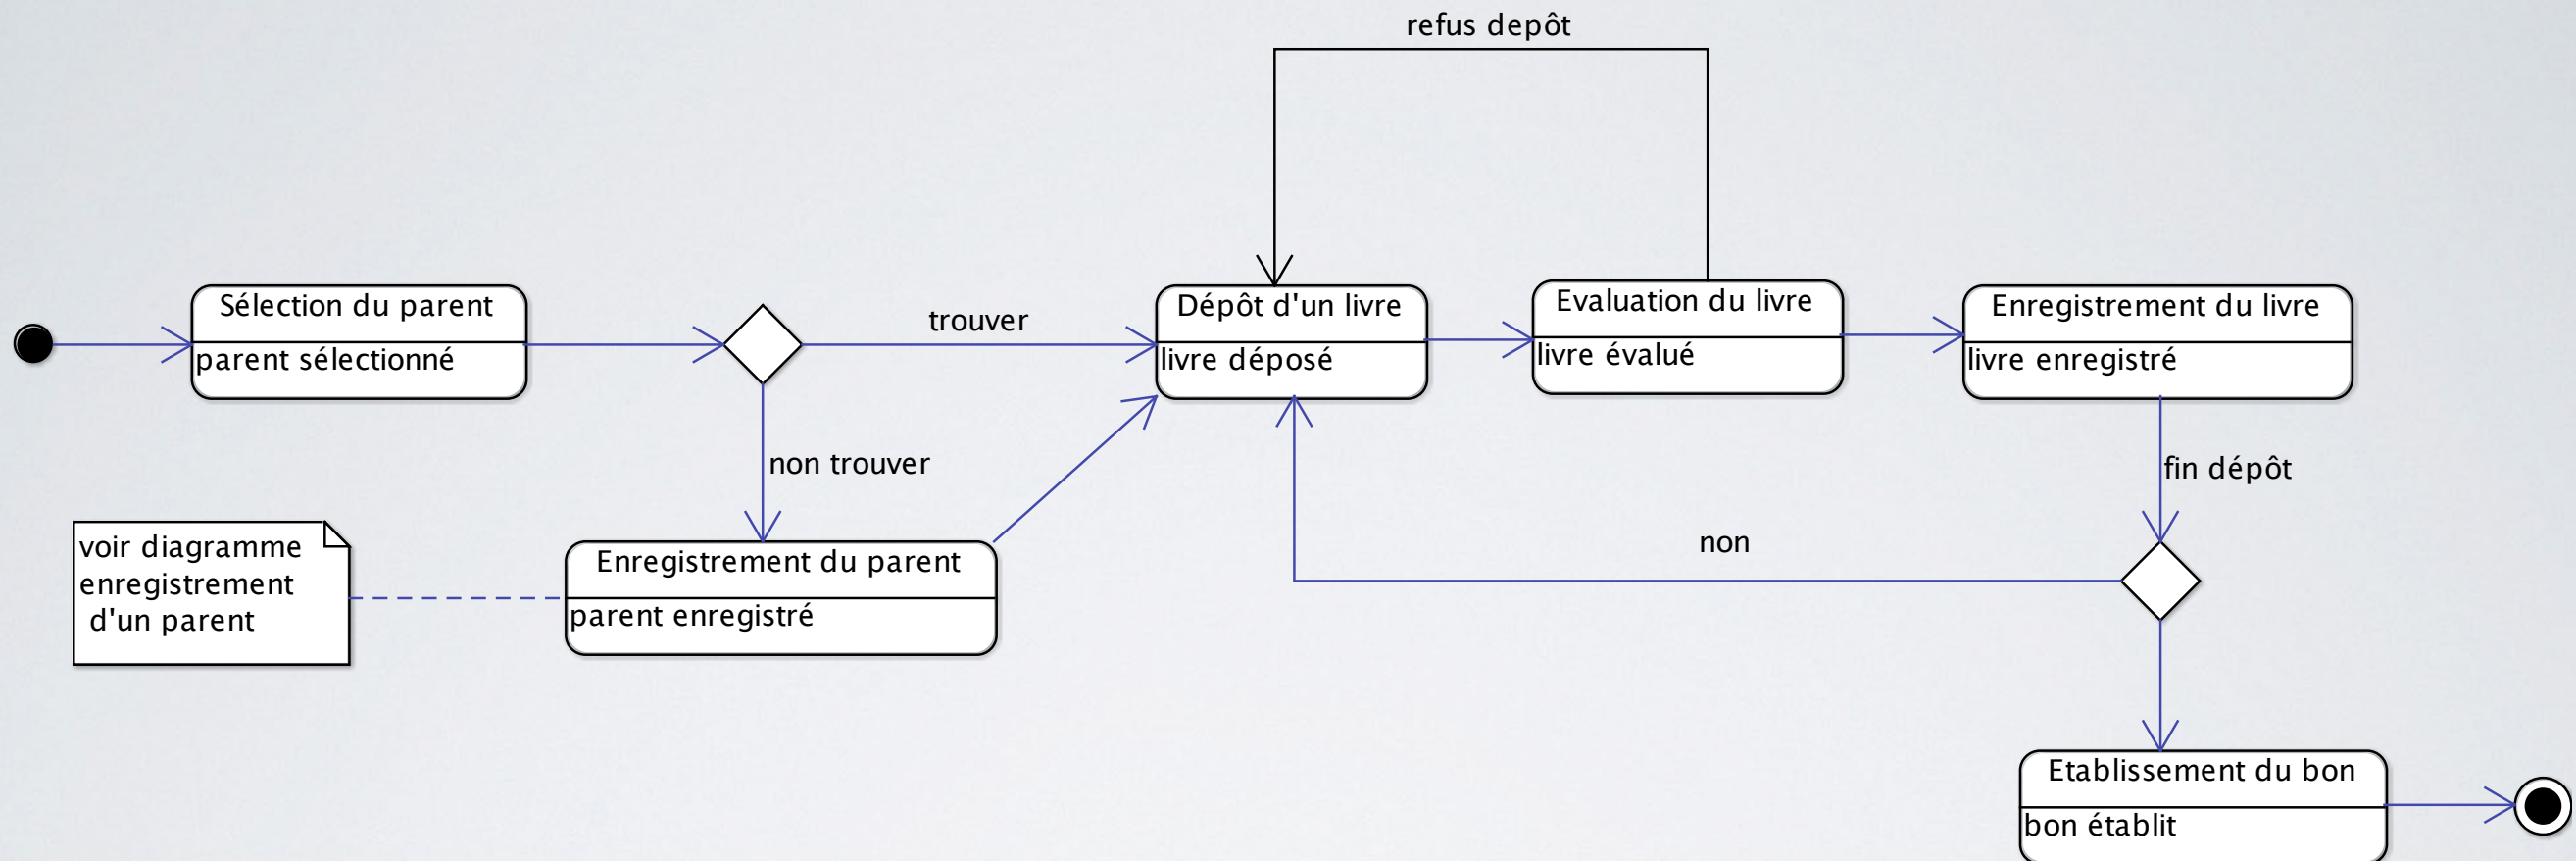 refus depôt
Sélection du parent
parent sélectionné
trouver
Dépôt d'un livre
livre déposé
Evaluation du livre
livre évalué
Enregistrement du livre
livre enregistré
non trouver
fin dépôt
voir diagramme
enregistrement
d'un parent
Enregistrement du parent
parent enregistré
non
Etablissement du bon
bon établit